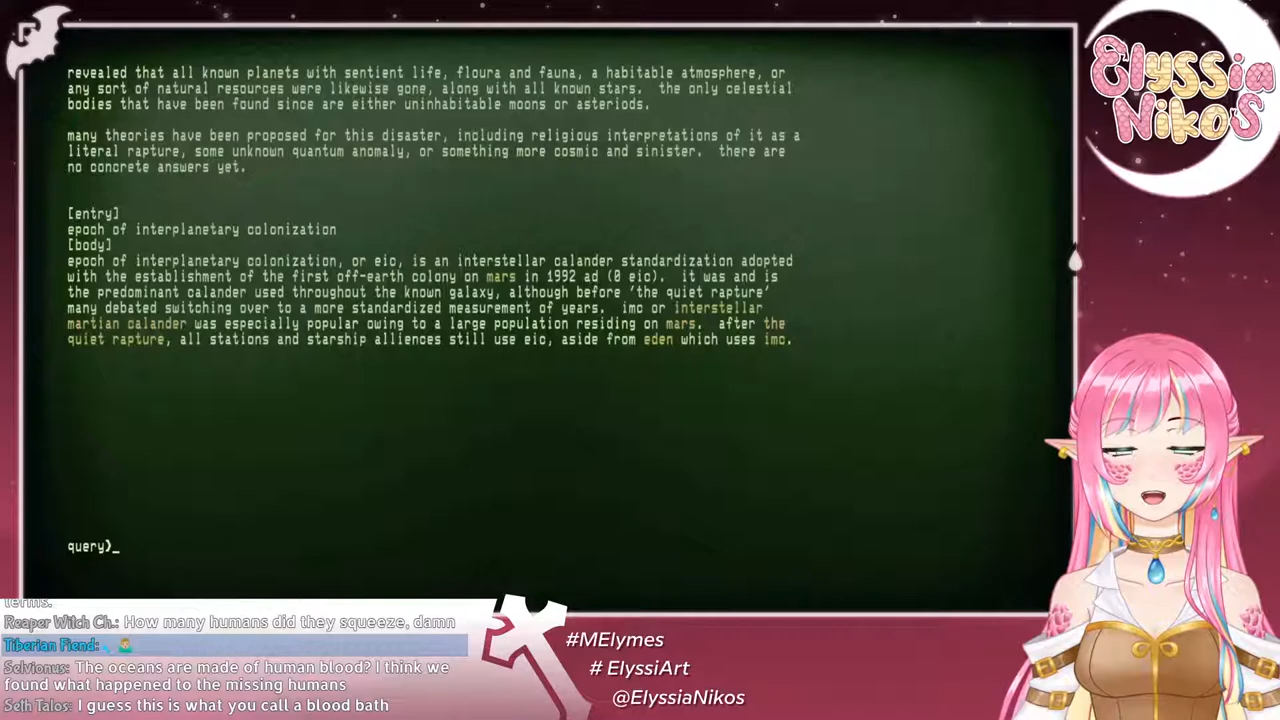 Elyssia
NikoS
revealed that all known planets with sentient life, floura and fauna, a habitable atmosphere, or
any sort of natural resources were likewise gone, along with all known stars.  the only celestial
bodies that have been found since are either uninhabitable moons or asteriods.
many theories have been proposed for this disaster, including religious interpretations of it as a
literal rapture, some unknown quantum anomaly, or something more cosmic and sinister.  there are
no concrete answers yet.
[entry]
epoch of interplanetary colonization
[body]
epoch of interplanetary colonization, or eic, is an interstellar calander standardization adopted
with the establishment of the first off-earth colony on mars in 1992 ad (0 eic).  it was and is
the predominant calander used throughout the known galaxy, although before 'the quiet rapture'
many debated switching over to a more standardized measurement of years.  imc or interstellar
martian calander was especially popular owing to a large population residing on mars.  after the
quiet rapture, all stations and starship alliences still use eic, aside from eden which uses imc.
query)_
terms.
Reaper Witch Ch.: How many humans did they squeeze, damn
Tiberian Fiend:
Selvionus: The oceans are made of human blood? I think we
found what happened to the missing humans
Seth Talos: I guess this is what you call a blood bath
#MElymes
# ElyssiArt
@ElyssiaNikos